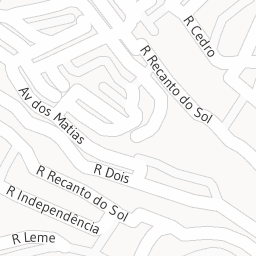 R Cedro
R Recanto do Sol
Av dos Matias
R Dois
R Recanto do Sol
R Independência
R Leme